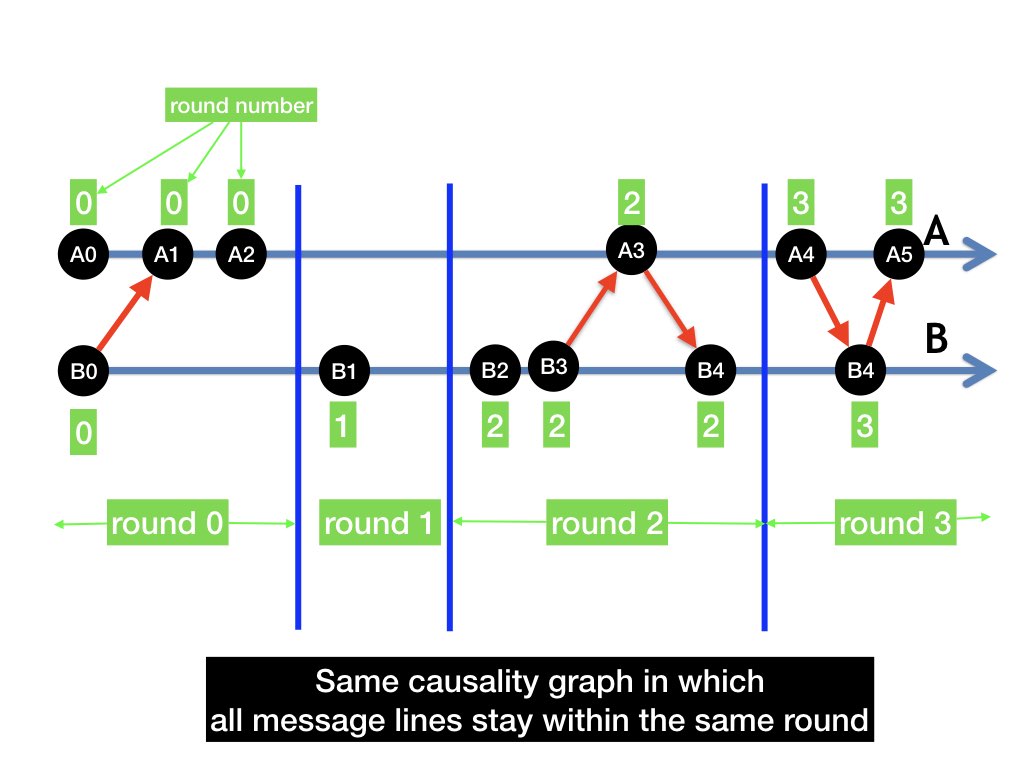 round number
0
0
0
2
3
3
A0
A1
A2
A3
A4
A5
A
B
B0
B1
B2
B3
B4
B4
0
1
2
2
2
3
round 0
round 1
round 2
round 3
Same causality graph in which
all message lines stay within the same round